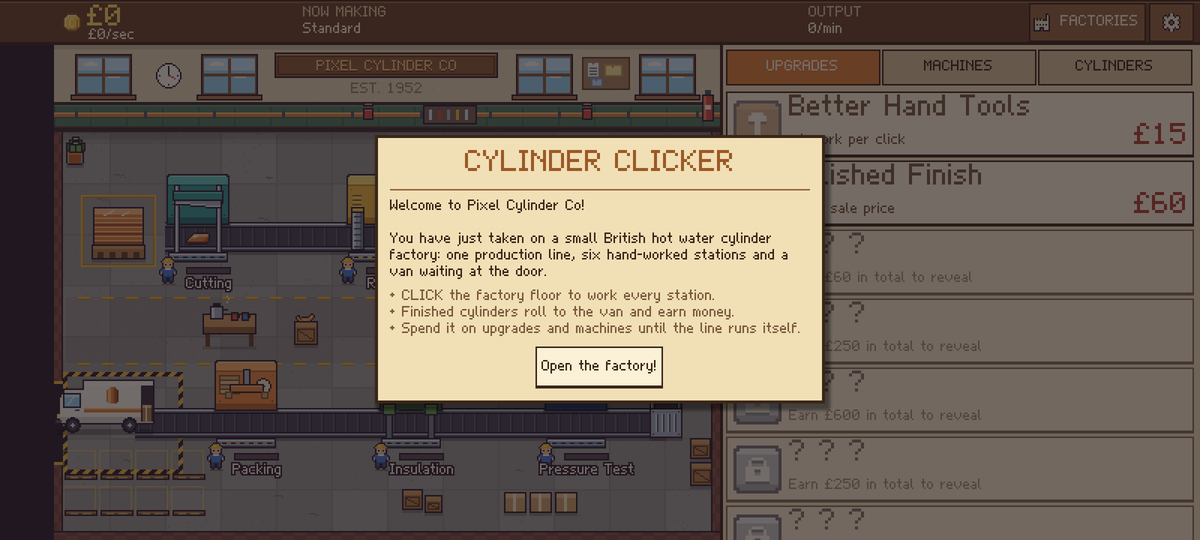 £0
£0/sec
NOW MAKING
Standard
OUTPUT
0/min
FACTORIES
PIXEL CYLINDER CO
EST. 1952
UPGRADES
MACHINES
CYLINDERS
Better Hand Tools
work per click
£15
CYLINDER CLICKER
Welcome to Pixel Cylinder Co!
You have just taken on a small British hot water cylinder
factory: one production line, six hand-worked stations and a
van waiting at the door.
+ CLICK the factory floor to work every station.
+ Finished cylinders roll to the van and earn money.
+ Spend it on upgrades and machines until the line runs itself.
Open the factory!
Finish
sale price
£60
? ?
£60 in total to reveal
? ?
£250 in total to reveal
? ? ?
Earn £600 in total to reveal
? ? ?
Earn £250 in total to reveal
? ? ?
Cutting
Packing
Insulation
Pressure Test